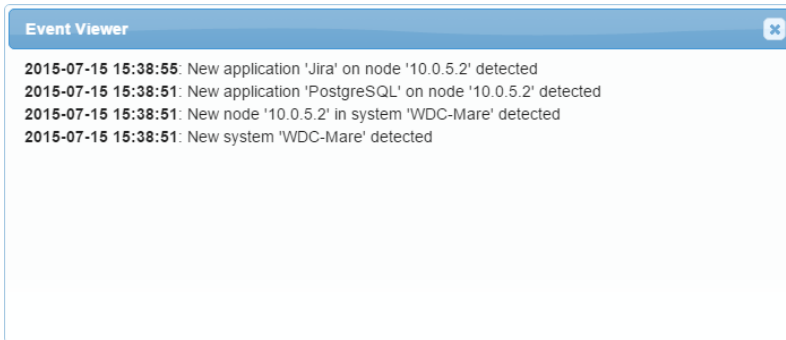 Event Viewer
2015-07-15 15:38:55: New application 'Jira' on node '10.0.5.2' detected
2015-07-15 15:38:51: New application 'PostgreSQL' on node '10.0.5.2' detected
2015-07-15 15:38:51: New node '10.0.5.2' in system 'WDC-Mare' detected
2015-07-15 15:38:51: New system 'WDC-Mare' detected